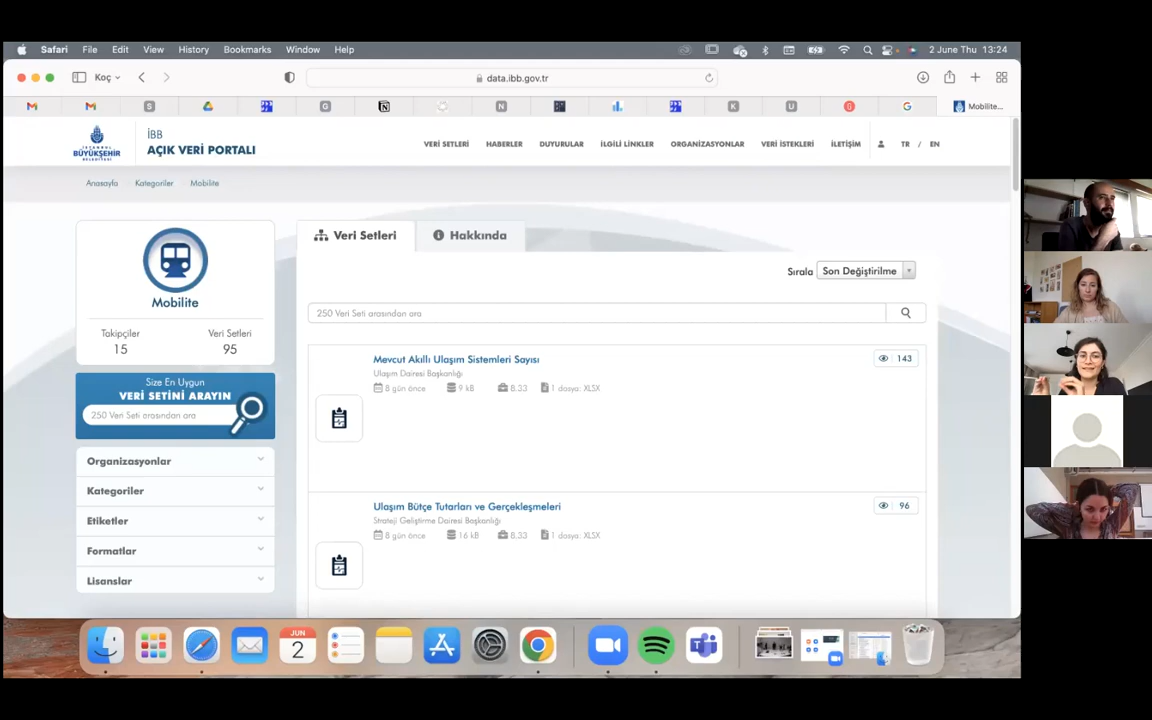 Safari File Edit View History Bookmarks Window Help 2 June Thu 13:24
Koç data.ibb.gov.tr
Mobilite...
İSTANBUL
BÜYÜKŞEHİR
BELEDİYESİ
İBB
AÇIK VERİ PORTALI
VERİ SETLERİ HABERLER DUYURULAR İLGİLİ LİNKLER ORGANİZASYONLAR VERİ İSTEKLERİ İLETİŞİM TR / EN
Anasayfa Kategoriler Mobilite
Mobilite
Takipçiler Veri Setleri
15 95
Size En Uygun
VERİ SETİNİ ARAYIN
250 Veri Seti arasından ara
Organizasyonlar
Kategoriler
Etiketler
Formatlar
Lisanslar
Veri Setleri Hakkında
Sırala Son Değiştirilme
250 Veri Seti arasından ara
Mevcut Akıllı Ulaşım Sistemleri Sayısı 143
Ulaşım Dairesi Başkanlığı
8 gün önce 9 kB 8.33 1 dosya: XLSX
Ulaşım Bütçe Tutarları ve Gerçekleşmeleri 96
Strateji Geliştirme Dairesi Başkanlığı
8 gün önce 16 kB 8.33 1 dosya: XLSX
JUN
2